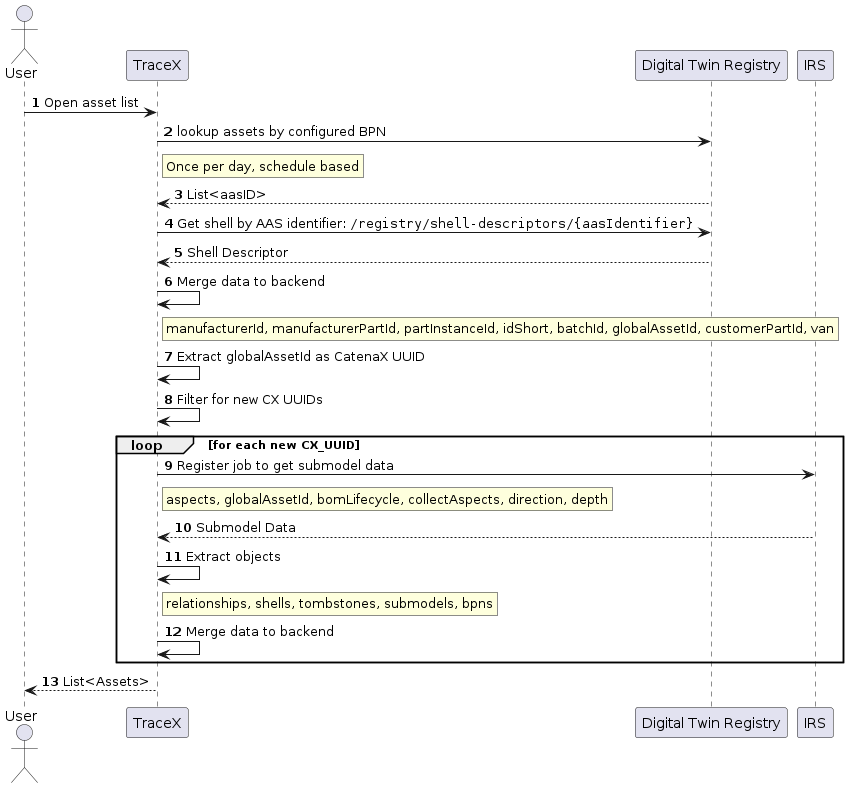 User
TraceX
Digital Twin Registry
IRS
1 Open asset list
2 lookup assets by configured BPN
Once per day, schedule based
3 List<aasID>
4 Get shell by AAS identifier: /registry/shell-descriptors/{aasIdentifier}
5 Shell Descriptor
6 Merge data to backend
manufacturerId, manufacturerPartId, partInstanceId, idShort, batchId, globalAssetId, customerPartId, van
7 Extract globalAssetId as CatenaX UUID
8 Filter for new CX UUIDs
loop [for each new CX_UUID]
9 Register job to get submodel data
aspects, globalAssetId, bomLifecycle, collectAspects, direction, depth
10 Submodel Data
11 Extract objects
relationships, shells, tombstones, submodels, bpns
12 Merge data to backend
13 List<Assets>
User
TraceX
Digital Twin Registry
IRS